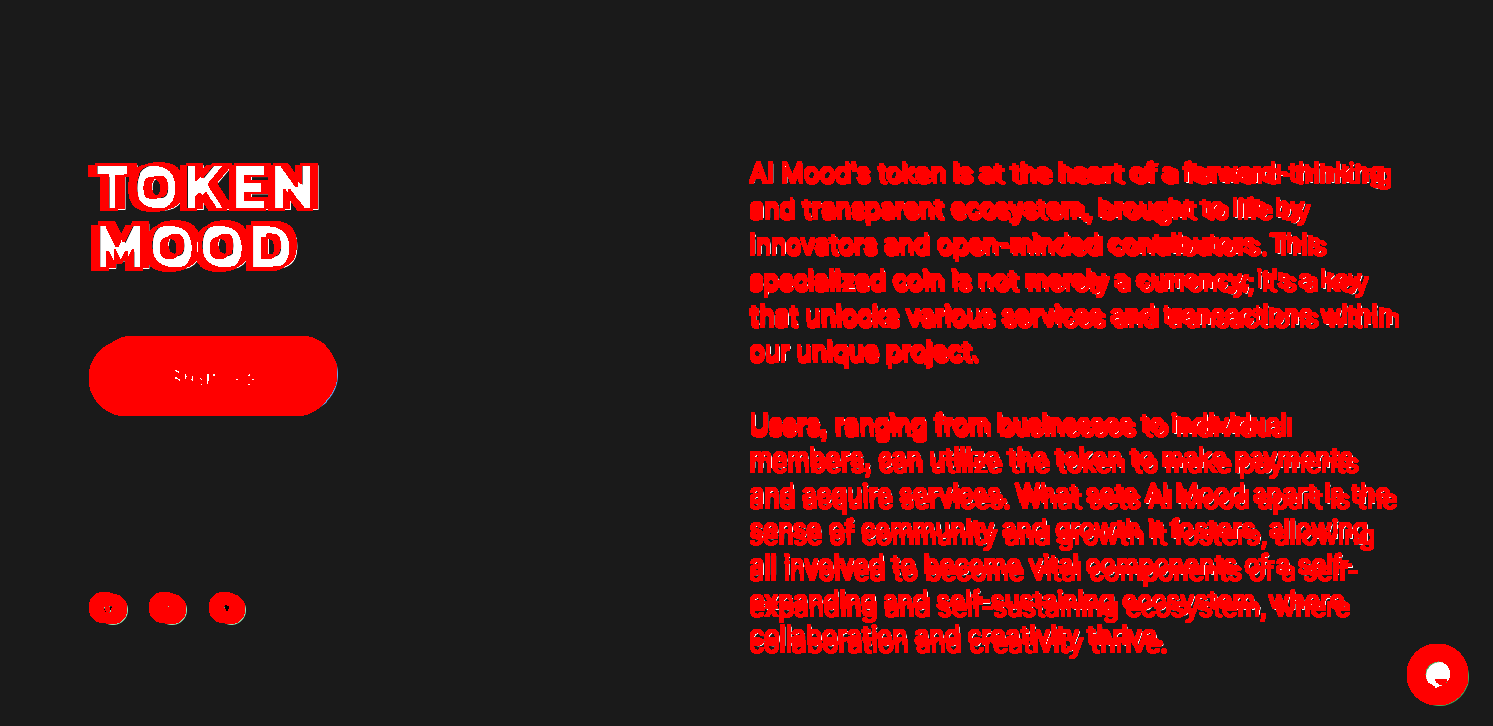 TOKEN
MOOD
AI Mood's token is at the heart of a forward-thinking
and transparent ecosystem, brought to life by
innovators and open-minded contributors. This
specialized coin is not merely a currency; it's a key
that unlocks various services and transactions within
our unique project.
Users, ranging from businesses to individual
members, can utilize the token to make payments
and acquire services. What sets AI Mood apart is the
sense of community and growth it fosters, allowing
all involved to become vital components of a self-
expanding and self-sustaining ecosystem, where
collaboration and creativity thrive.